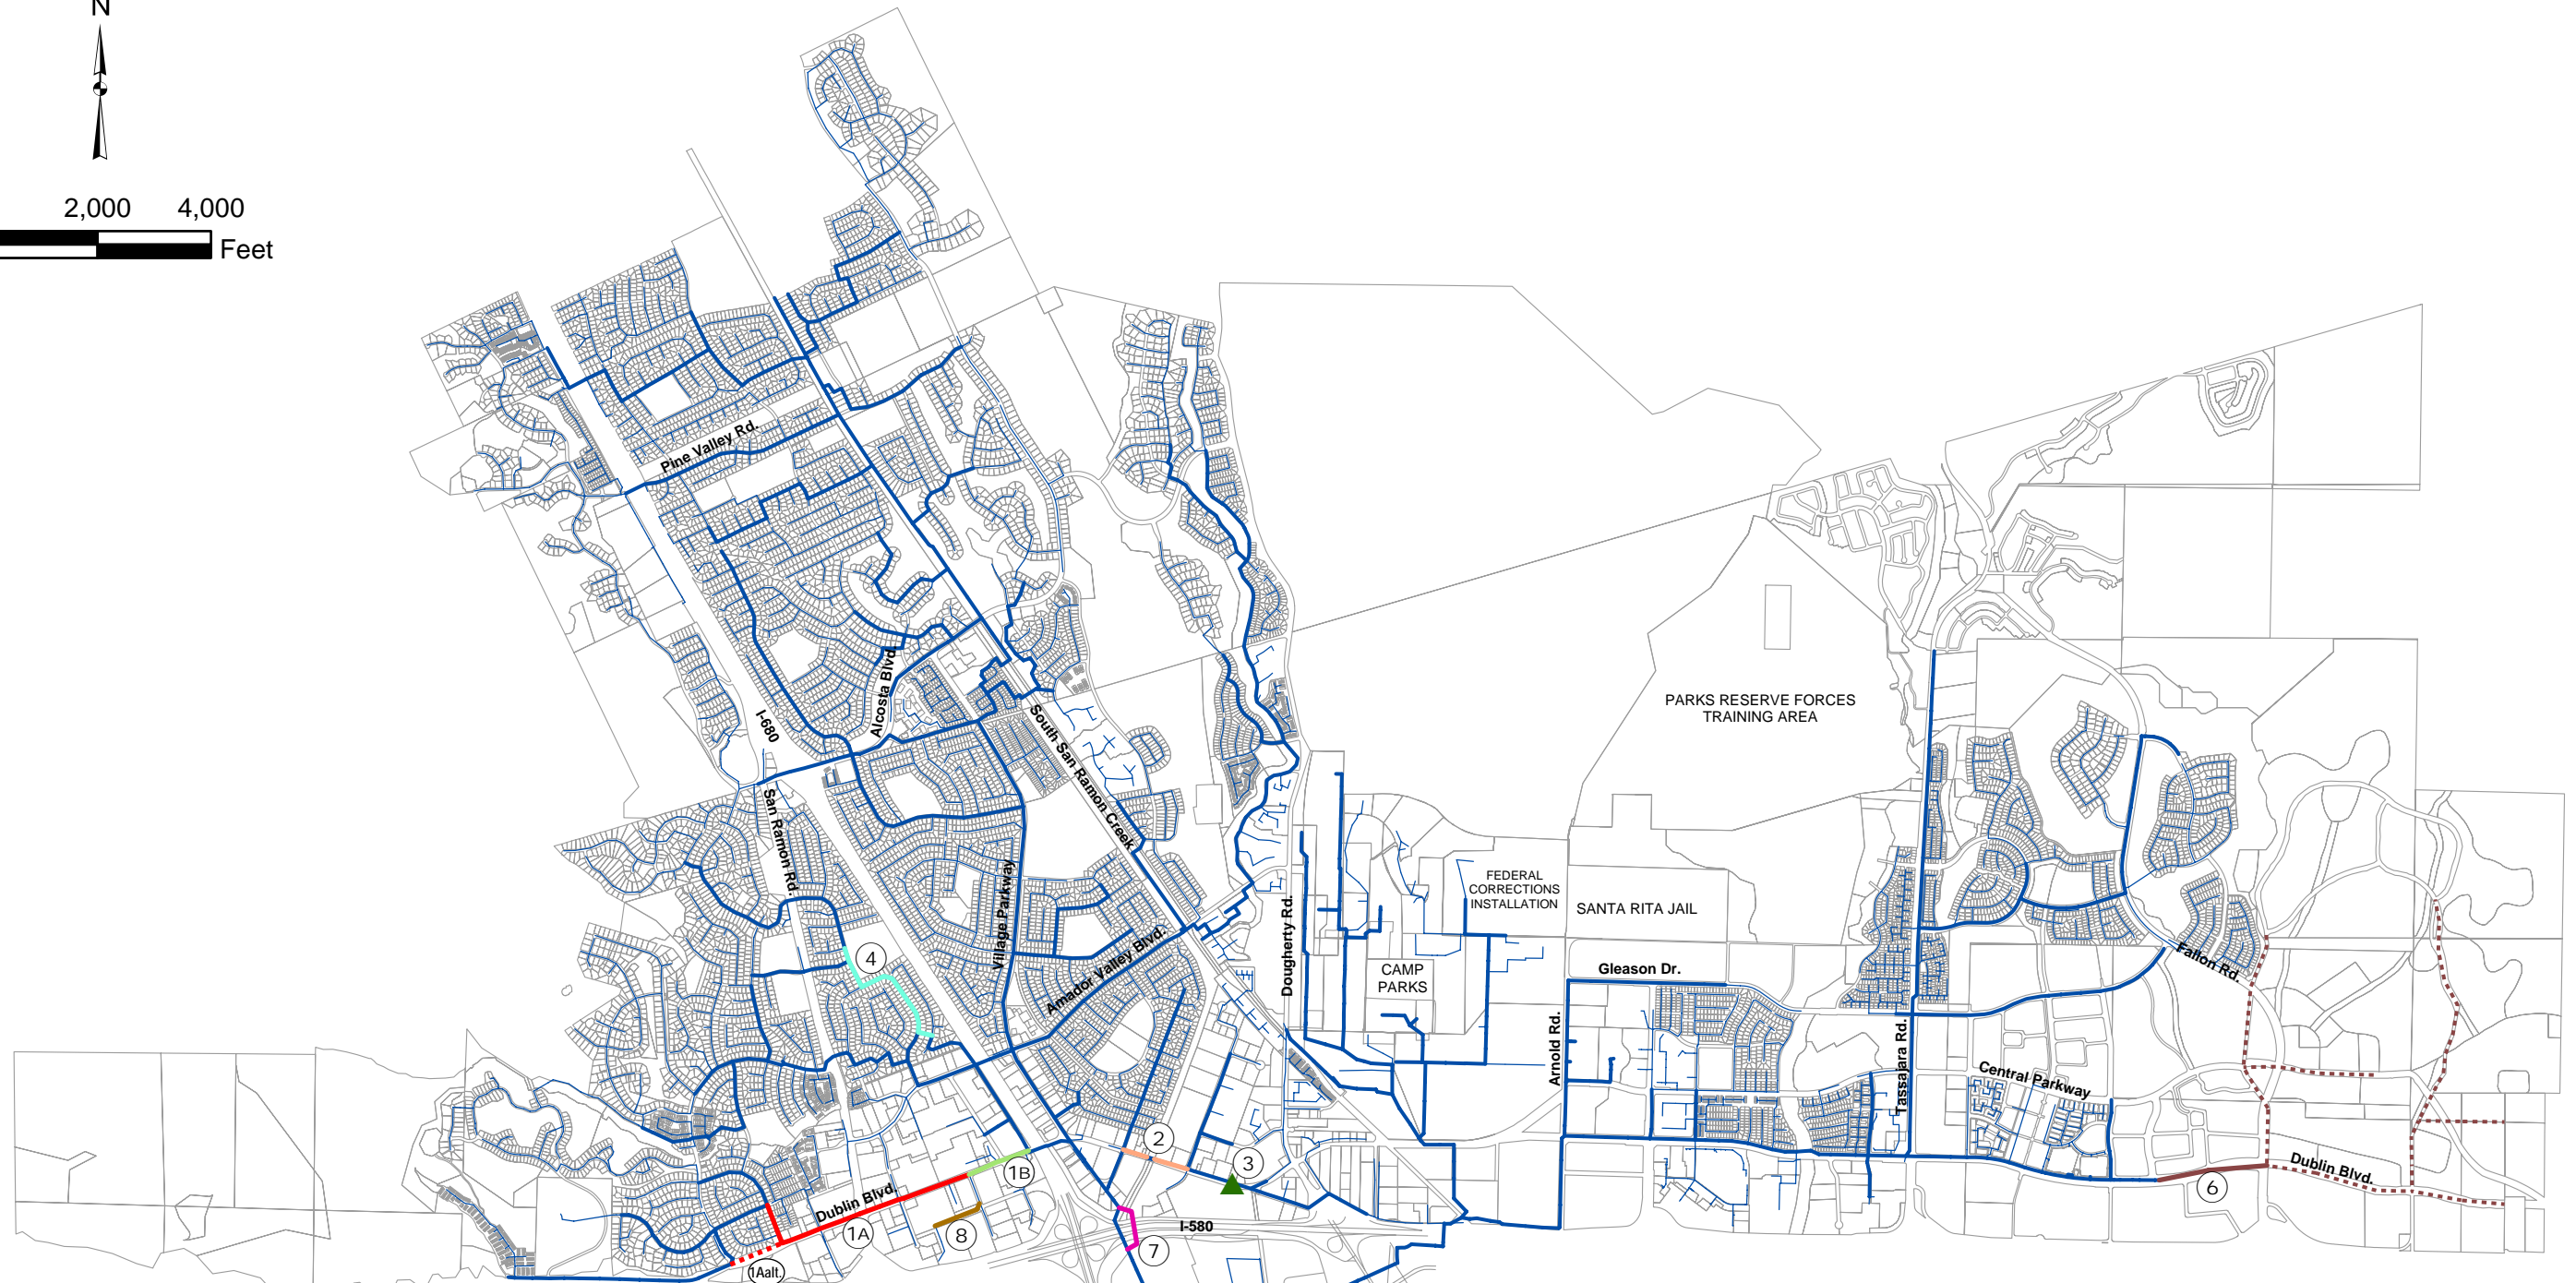 N
2,000 4,000
Feet
Pine Valley Rd.
Alcosta Blvd.
I-680
South San Ramon Creek
San Ramon Rd.
Village Parkway
Amador Valley Blvd.
Dougherty Rd.
PARKS RESERVE FORCES
TRAINING AREA
FEDERAL
CORRECTIONS
INSTALLATION
SANTA RITA JAIL
CAMP
PARKS
Gleason Dr.
Arnold Rd.
Tassajara Rd.
Central Parkway
Fallon Rd.
Dublin Blvd.
4
2
3
1B
Dublin Blvd.
1A
8
7
I-580
6
1Aalt.